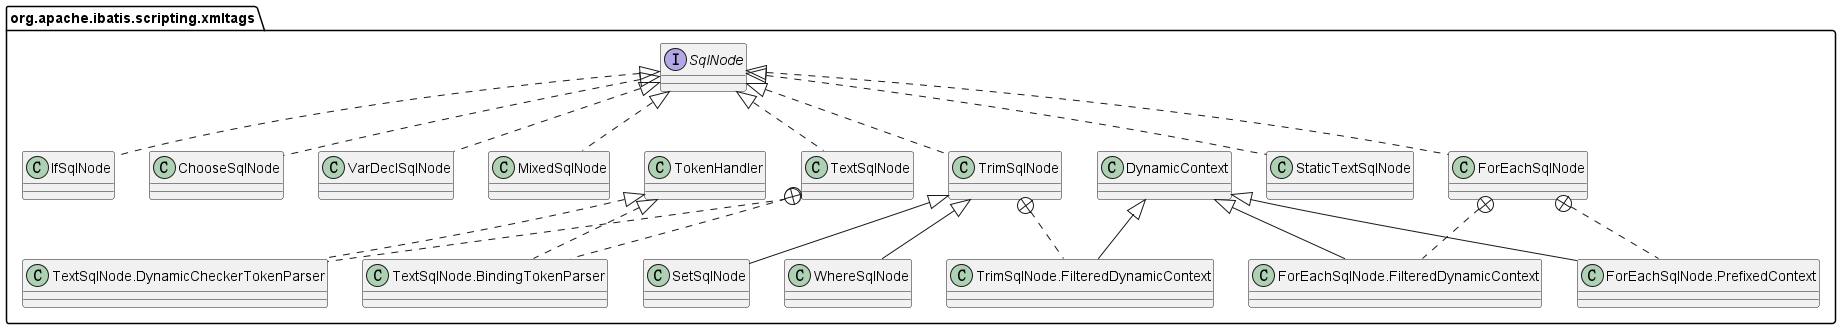 org.apache.ibatis.scripting.xmltags
I SqlNode
C IfSqlNode
C ChooseSqlNode
C VarDeclSqlNode
C MixedSqlNode
C TokenHandler
C TextSqlNode
C TrimSqlNode
C DynamicContext
C StaticTextSqlNode
C ForEachSqlNode
C TextSqlNode.DynamicCheckerTokenParser
C TextSqlNode.BindingTokenParser
C SetSqlNode
C WhereSqlNode
C TrimSqlNode.FilteredDynamicContext
C ForEachSqlNode.FilteredDynamicContext
C ForEachSqlNode.PrefixedContext